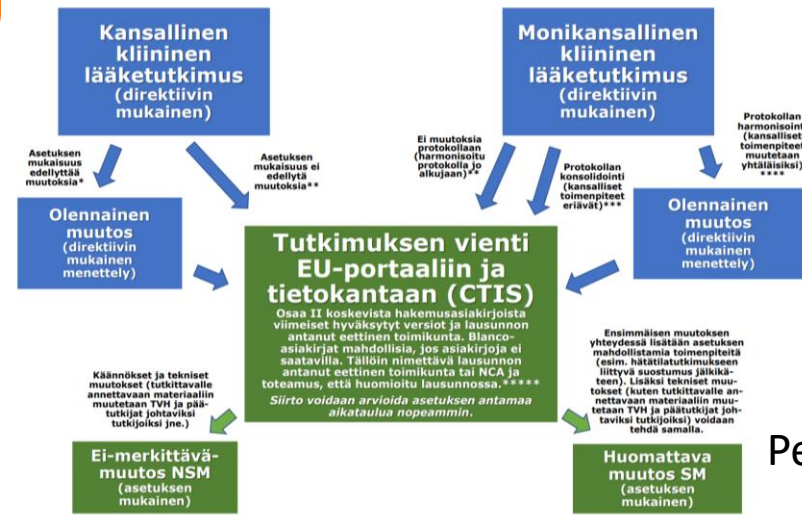 Kansallinen
kliininen
lääketutkimus
(direktiivin
mukainen)
Monikansallinen
kliininen
lääketutkimus
(direktiivin
mukainen)
Asetuksen
mukaisuus
edellyttää
muutoksia*
Asetuksen
mukaisuus ei
edellytä
muutoksia**
Ei muutoksia
protokollaan
(harmonisoitu
protokolla jo
alkujaan)**
Protokollan
konsolidointi
(kansalliset
toimenpiteet
eriävät)***
Protokollan
harmonisointi
(kansalliset
toimenpiteet
muutetaan
yhtäläisiksi)
****
Olennainen
muutos
(direktiivin
mukainen
menettely)
Olennainen
muutos
(direktiivin
mukainen
menettely)
Tutkimuksen vienti
EU-portaaliin ja
tietokantaan (CTIS)
Osaa II koskevista hakemusasiakirjoista
viimeiset hyväksytyt versiot ja lausunnon
antanut eettinen toimikunta. Blanco-
asiakirjat mahdollisia, jos asiakirjoja ei
saatavilla. Tällöin nimettävä lausunnon
antanut eettinen toimikunta tai NCA ja
toteamus, että huomioitu lausunnossa.*****
Siirto voidaan arvioida asetuksen antamaa
aikataulua nopeammin.
Käännökset ja tekniset
muutokset (tutkittavalle
annettavaan materiaaliin
muutetaan TVH ja pää-
tutkijat johtaviksi
tutkijoiksi jne.)
Ensimmäisen muutoksen
yhteydessä lisätään asetuksen
mahdollistamia toimenpiteitä
(esim. hätätilatutkimukseen
liittyvä suostumus jälkikä-
teen). Lisäksi tekniset muu-
tokset (kuten tutkittavalle an-
nettavaan materiaaliin muu-
tetaan TVH ja päätutkijat joh-
taviksi tutkijoiksi) voidaan
tehdä samalla.
Ei-merkittävä-
muutos NSM
(asetuksen
mukainen)
Huomattava
muutos SM
(asetuksen
mukainen)
Pe